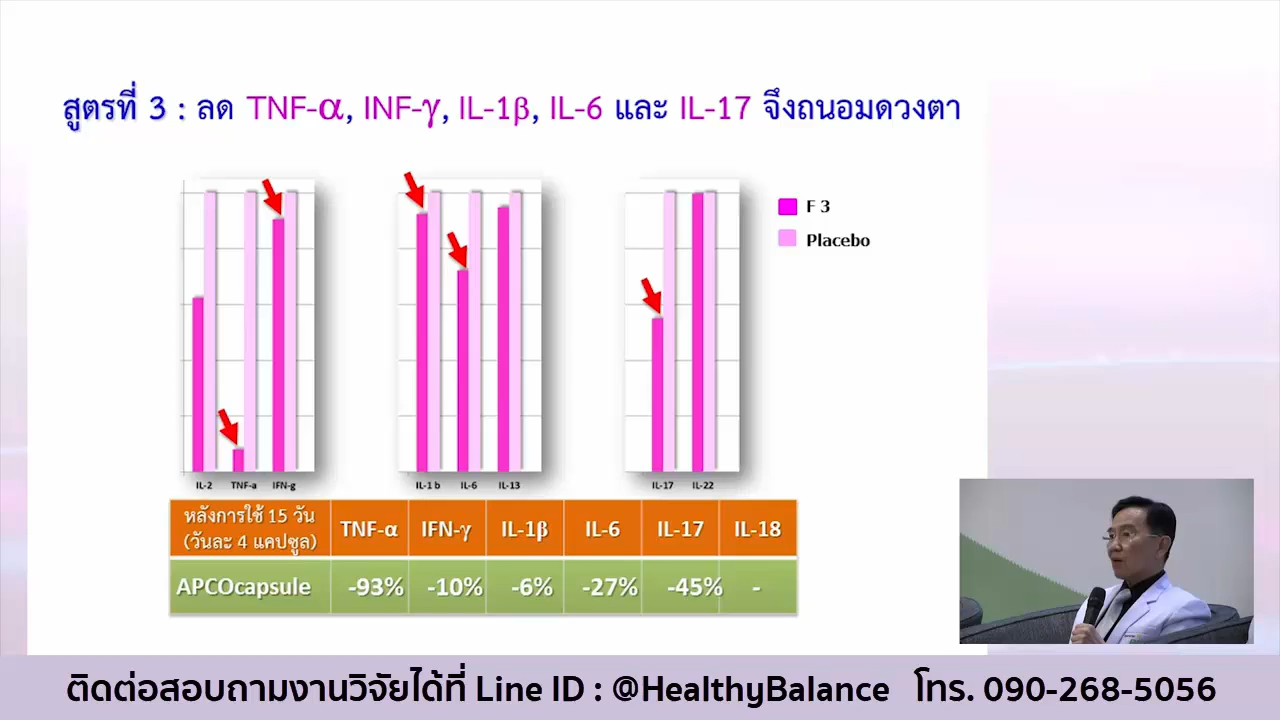 สูตรที่ 3 : ลด TNF-α, INF-γ, IL-1β, IL-6 และ IL-17 จึงถนอมดวงตา
F 3
Placebo
IL-2 TNF-a IFN-g
IL-1 b IL-6 IL-13
IL-17 IL-22
หลังการใช้ 15 วัน
(วันละ 4 แคปซูล)
TNF-α IFN-γ IL-1β IL-6 IL-17 IL-18
APCOcapsule -93% -10% -6% -27% -45% -
ติดต่อสอบถามงานวิจัยได้ที่ Line ID : @HealthyBalance โทร. 090-268-5056